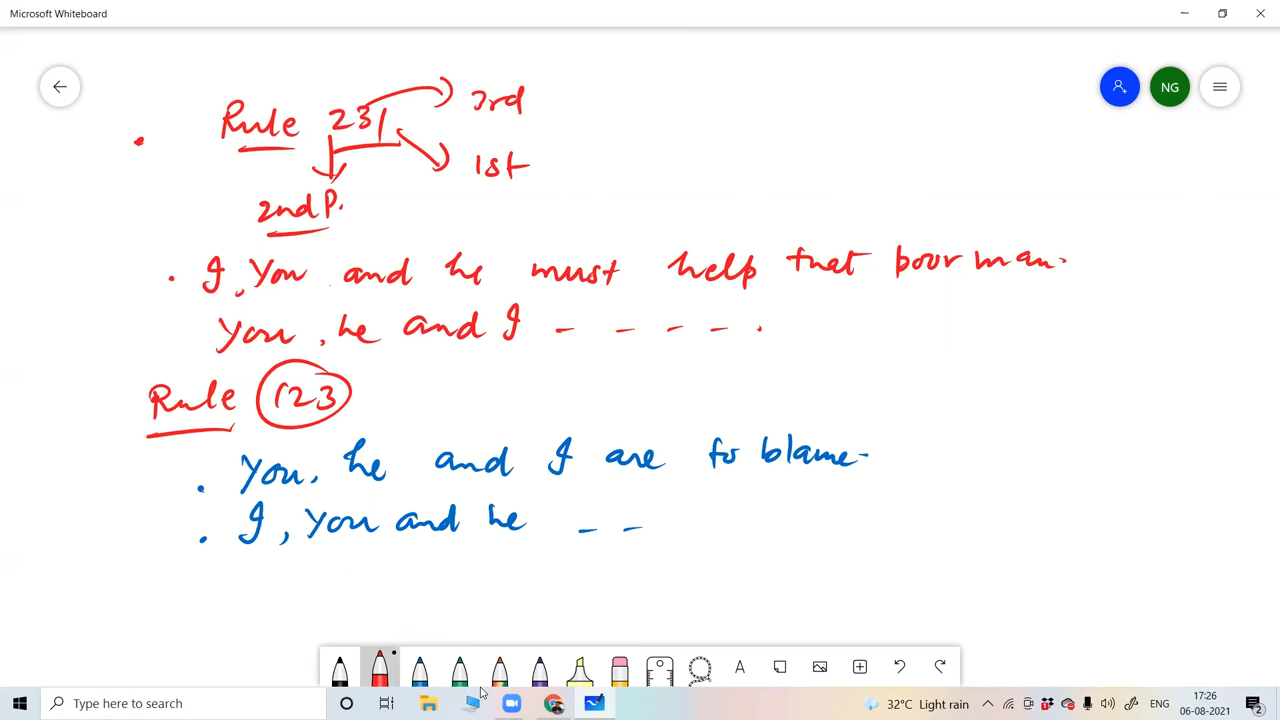 Microsoft Whiteboard
NG
Rule 231 3rd
1st
2nd P.
. I, You and he must help that poor man.
You, he and I - - - - .
Rule 123
. You, he and I are to blame.
. I, You and he - -
A
Type here to search
32°C Light rain
ENG
17:26
06-08-2021
2